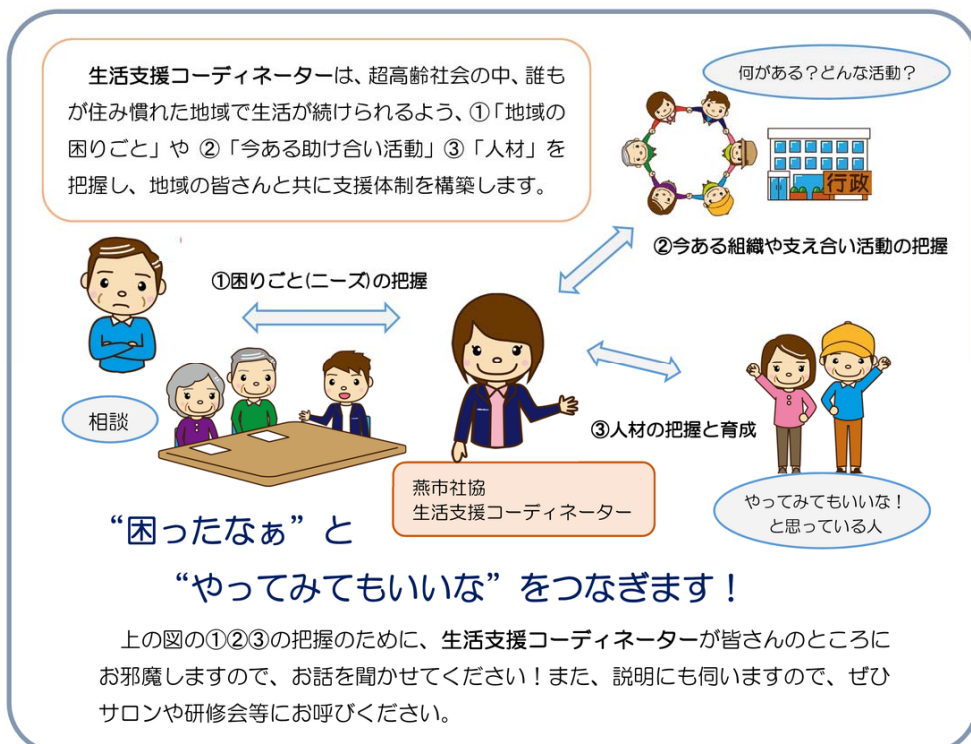 生活支援コーディネーターは、超高齢社会の中、誰も
が住み慣れた地域で生活が続けられるよう、①「地域の
困りごと」や ②「今ある助け合い活動」③「人材」を
把握し、地域の皆さんと共に支援体制を構築します。
何がある？どんな活動？
行政
②今ある組織や支え合い活動の把握
①困りごと(ニーズ)の把握
相談
③人材の把握と育成
燕市社協
生活支援コーディネーター
やってみてもいいな！
と思っている人
“困ったなぁ” と
“やってみてもいいな” をつなぎます！
上の図の①②③の把握のために、生活支援コーディネーターが皆さんのところに
お邪魔しますので、お話を聞かせてください！また、説明にも伺いますので、ぜひ
サロンや研修会等にお呼びください。